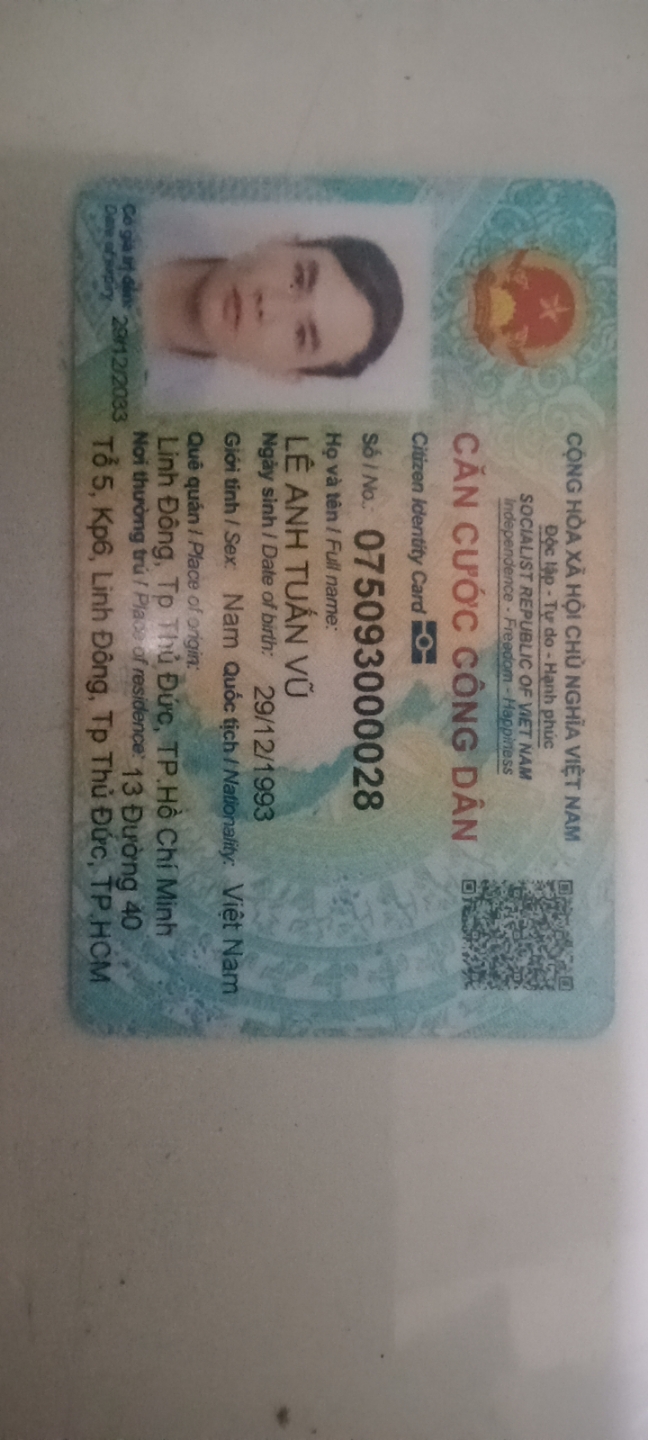 CỘNG HÒA XÃ HỘI CHỦ NGHĨA VIỆT NAM
Độc lập - Tự do - Hạnh phúc
SOCIALIST REPUBLIC OF VIET NAM
Independence - Freedom - Happiness
CĂN CƯỚC CÔNG DÂN
Citizen Identity Card
Số / No.: 075093000028
Họ và tên / Full name:
LÊ ANH TUẤN VŨ
Ngày sinh / Date of birth: 29/12/1993
Giới tính / Sex: Nam Quốc tịch / Nationality: Việt Nam
Quê quán / Place of origin:
Linh Đông, Tp Thủ Đức, TP.Hồ Chí Minh
Nơi thường trú / Place of residence: 13 Đường 40
Tổ 5, Kp6, Linh Đông, Tp Thủ Đức, TP.HCM
Có giá trị đến: 29/12/2033
Date of expiry